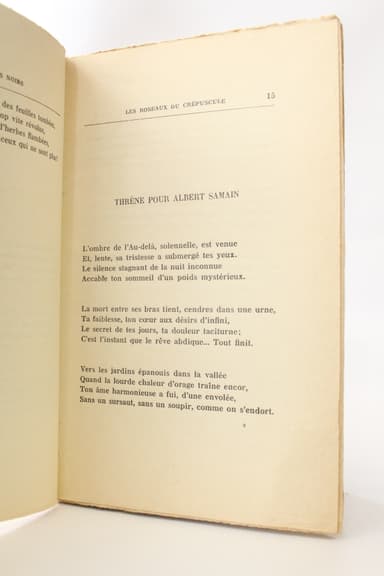 S NOIRS
des feuilles tombées,
op vite révolus,
d'herbes flambées,
ceux qui ne sont plus!
LES ROSEAUX DU CRÉPUSCULE 15
THRÈNE POUR ALBERT SAMAIN
L'ombre de l'Au-delà, solennelle, est venue
Et, lente, sa tristesse a submergé tes yeux.
Le silence stagnant de la nuit inconnue
Accable ton sommeil d'un poids mystérieux.
La mort entre ses bras tient, cendres dans une urne,
Ta faiblesse, ton cœur aux désirs d'infini,
Le secret de tes jours, ta douleur taciturne;
C'est l'instant que le rêve abdique... Tout finit.
Vers les jardins épanouis dans ta vallée
Quand la lourde chaleur d'orage traîne encor,
Ton âme harmonieuse a fui, d'une envolée,
Sans un sursaut, sans un soupir, comme on s'endort.